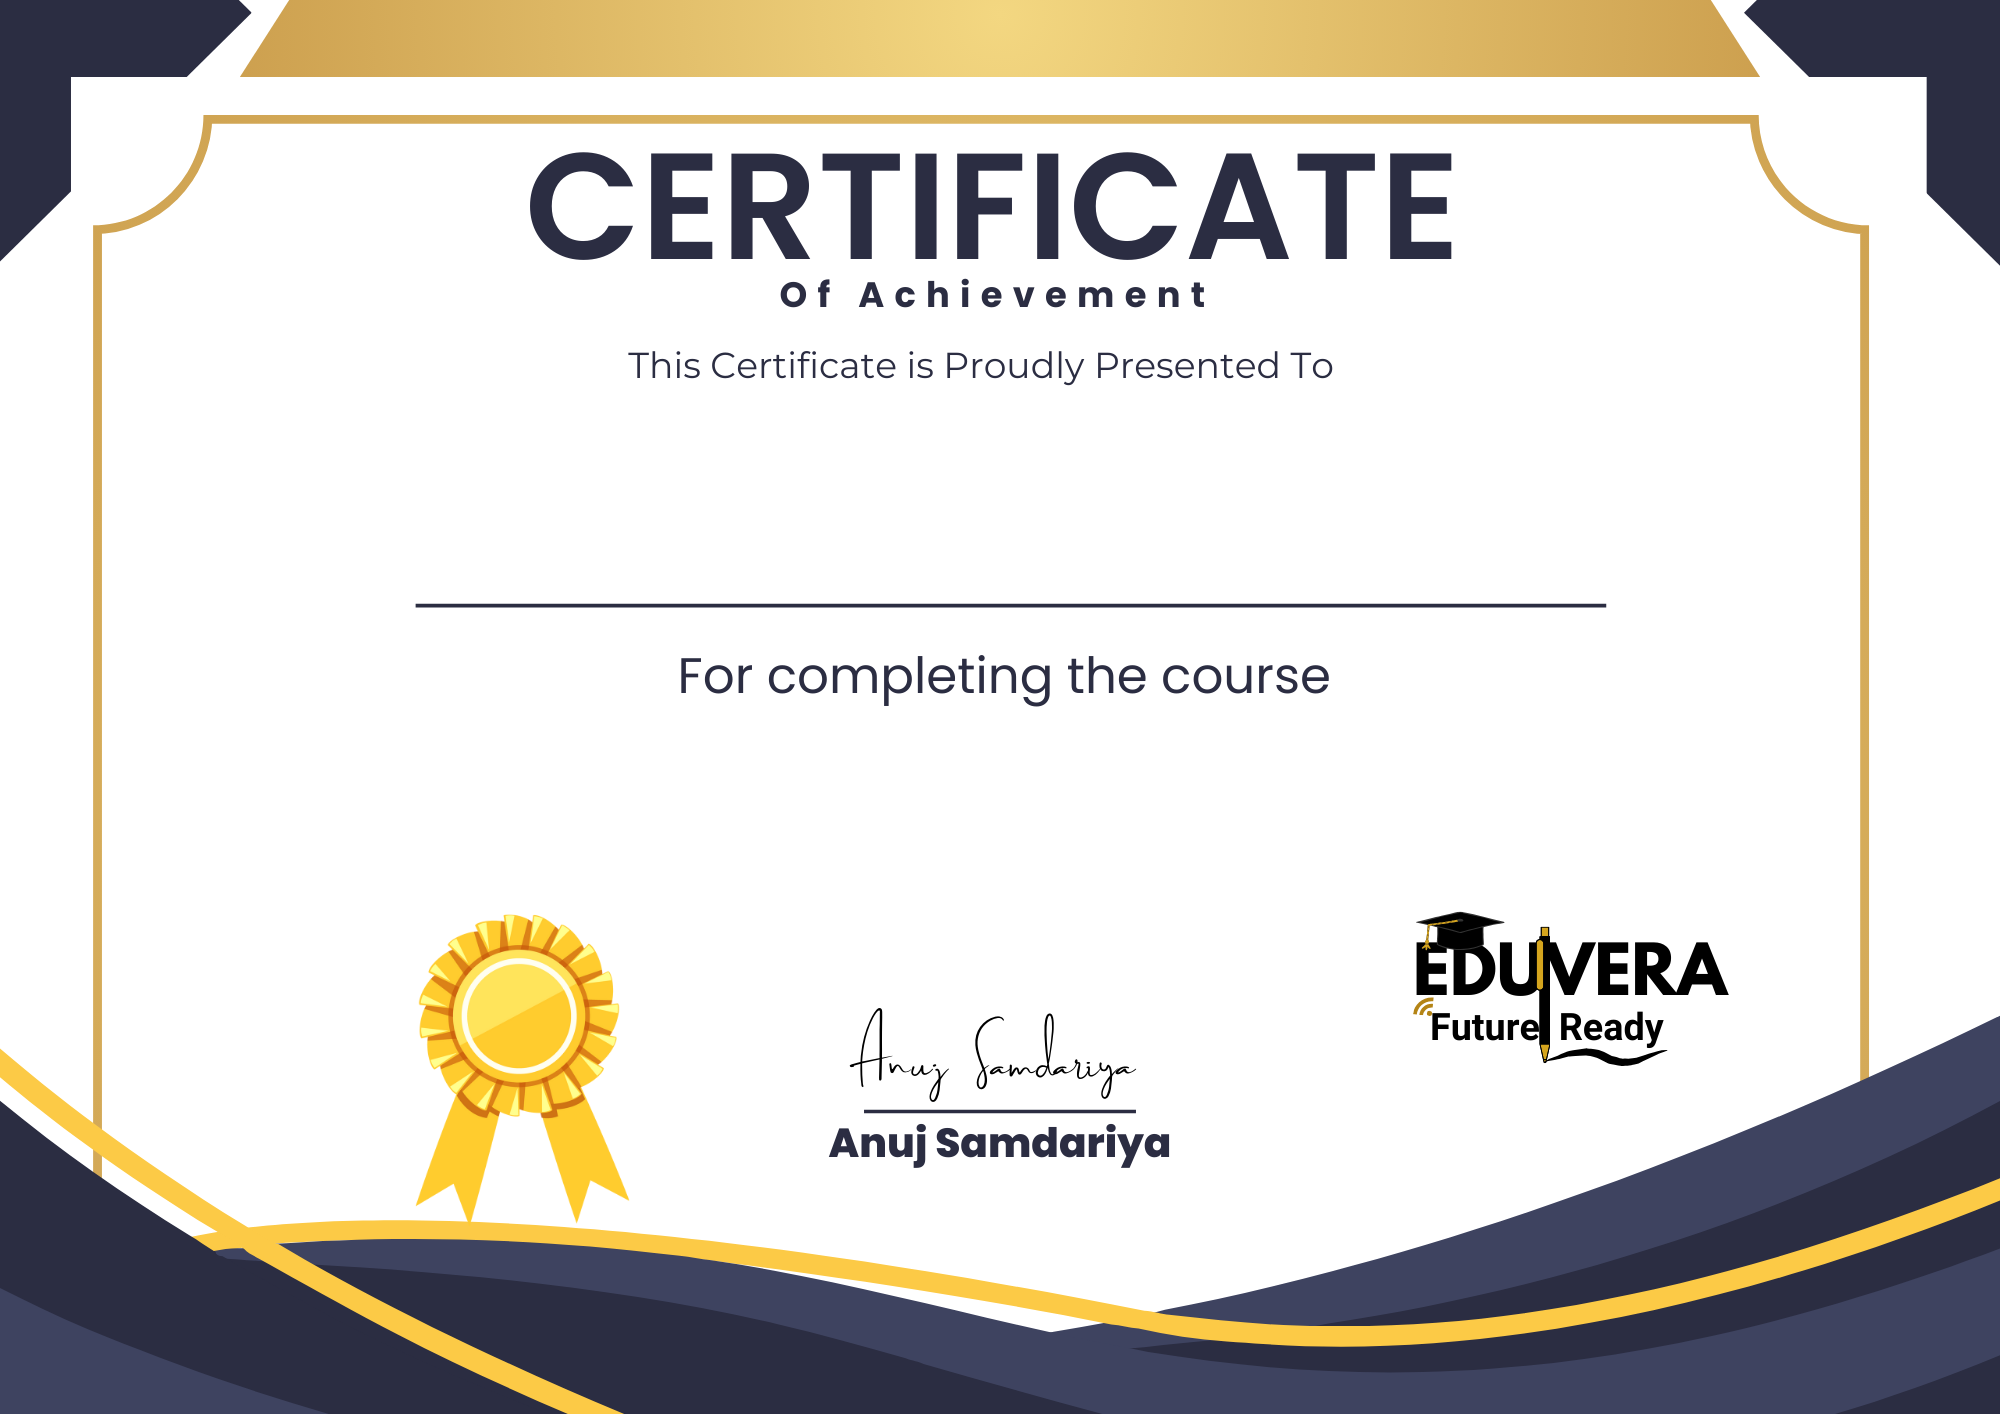 CERTIFICATE
Of Achievement
This Certificate is Proudly Presented To
For completing the course
Anuj Samdariya
Anuj Samdariya
EDUVERA
Future Ready